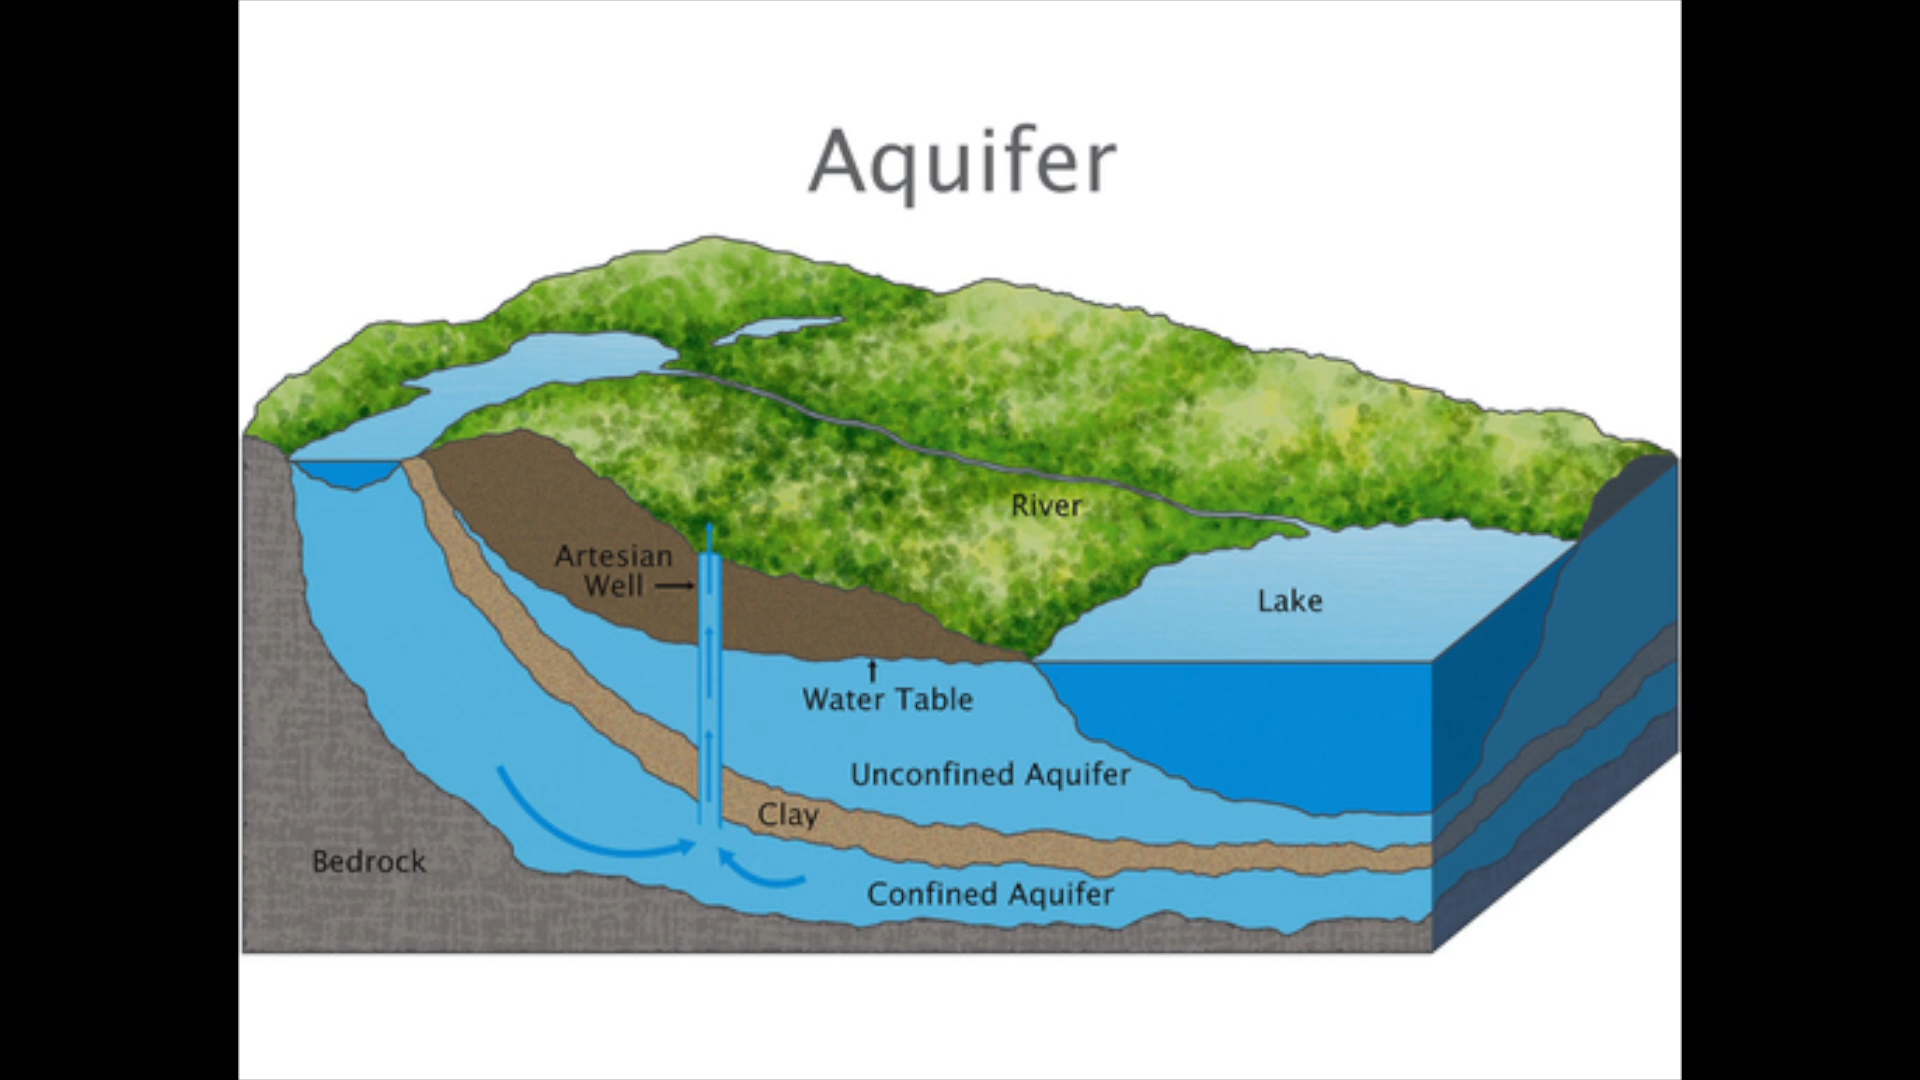 Aquifer
River
Artesian
Well
Lake
Water Table
Unconfined Aquifer
Clay
Bedrock
Confined Aquifer